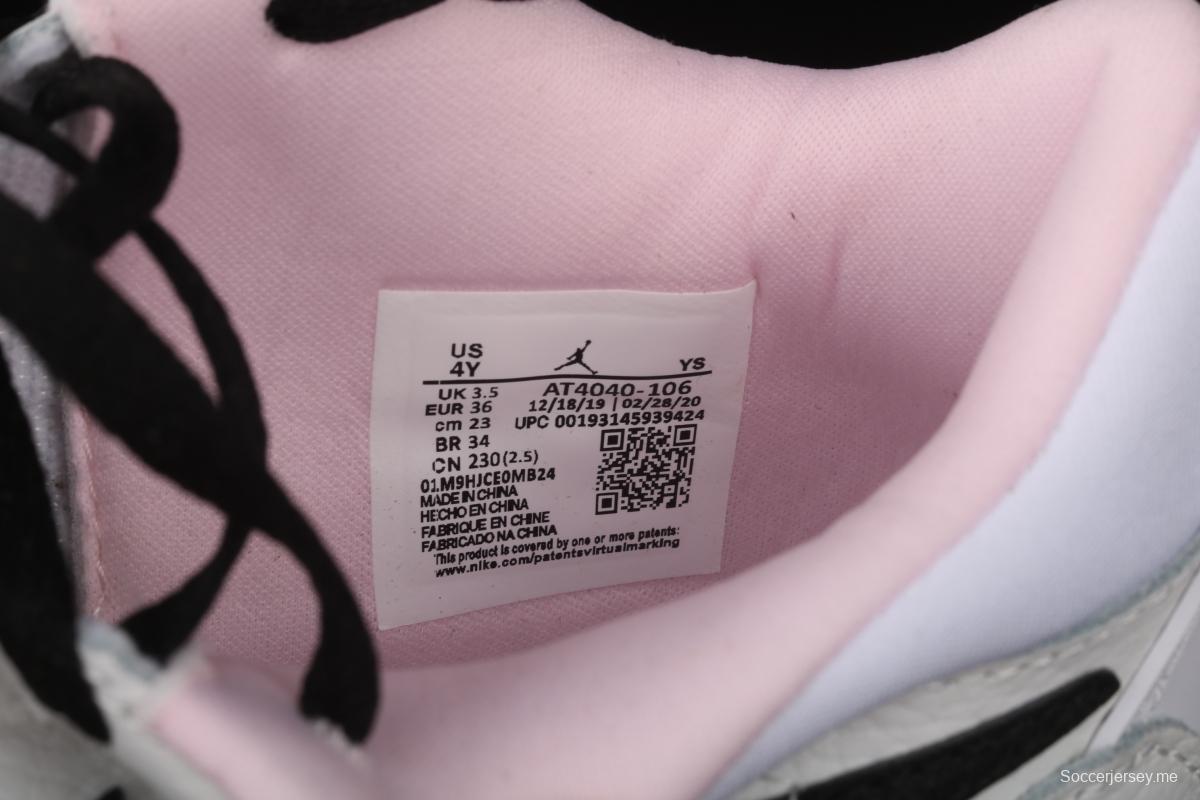 US
4Y
YS
UK 3.5
AT4040-106
EUR 36
12/18/19 | 02/28/20
cm 23
UPC 00193145939424
BR 34
CN 230(2.5)
01.M9HJCE0MB24
MADE IN CHINA
HECHO EN CHINA
FABRIQUE EN CHINE
FABRICADO NA CHINA
This product is covered by one or more patents:
www.nike.com/patentsvirtualmarking
Soccerjersey.me